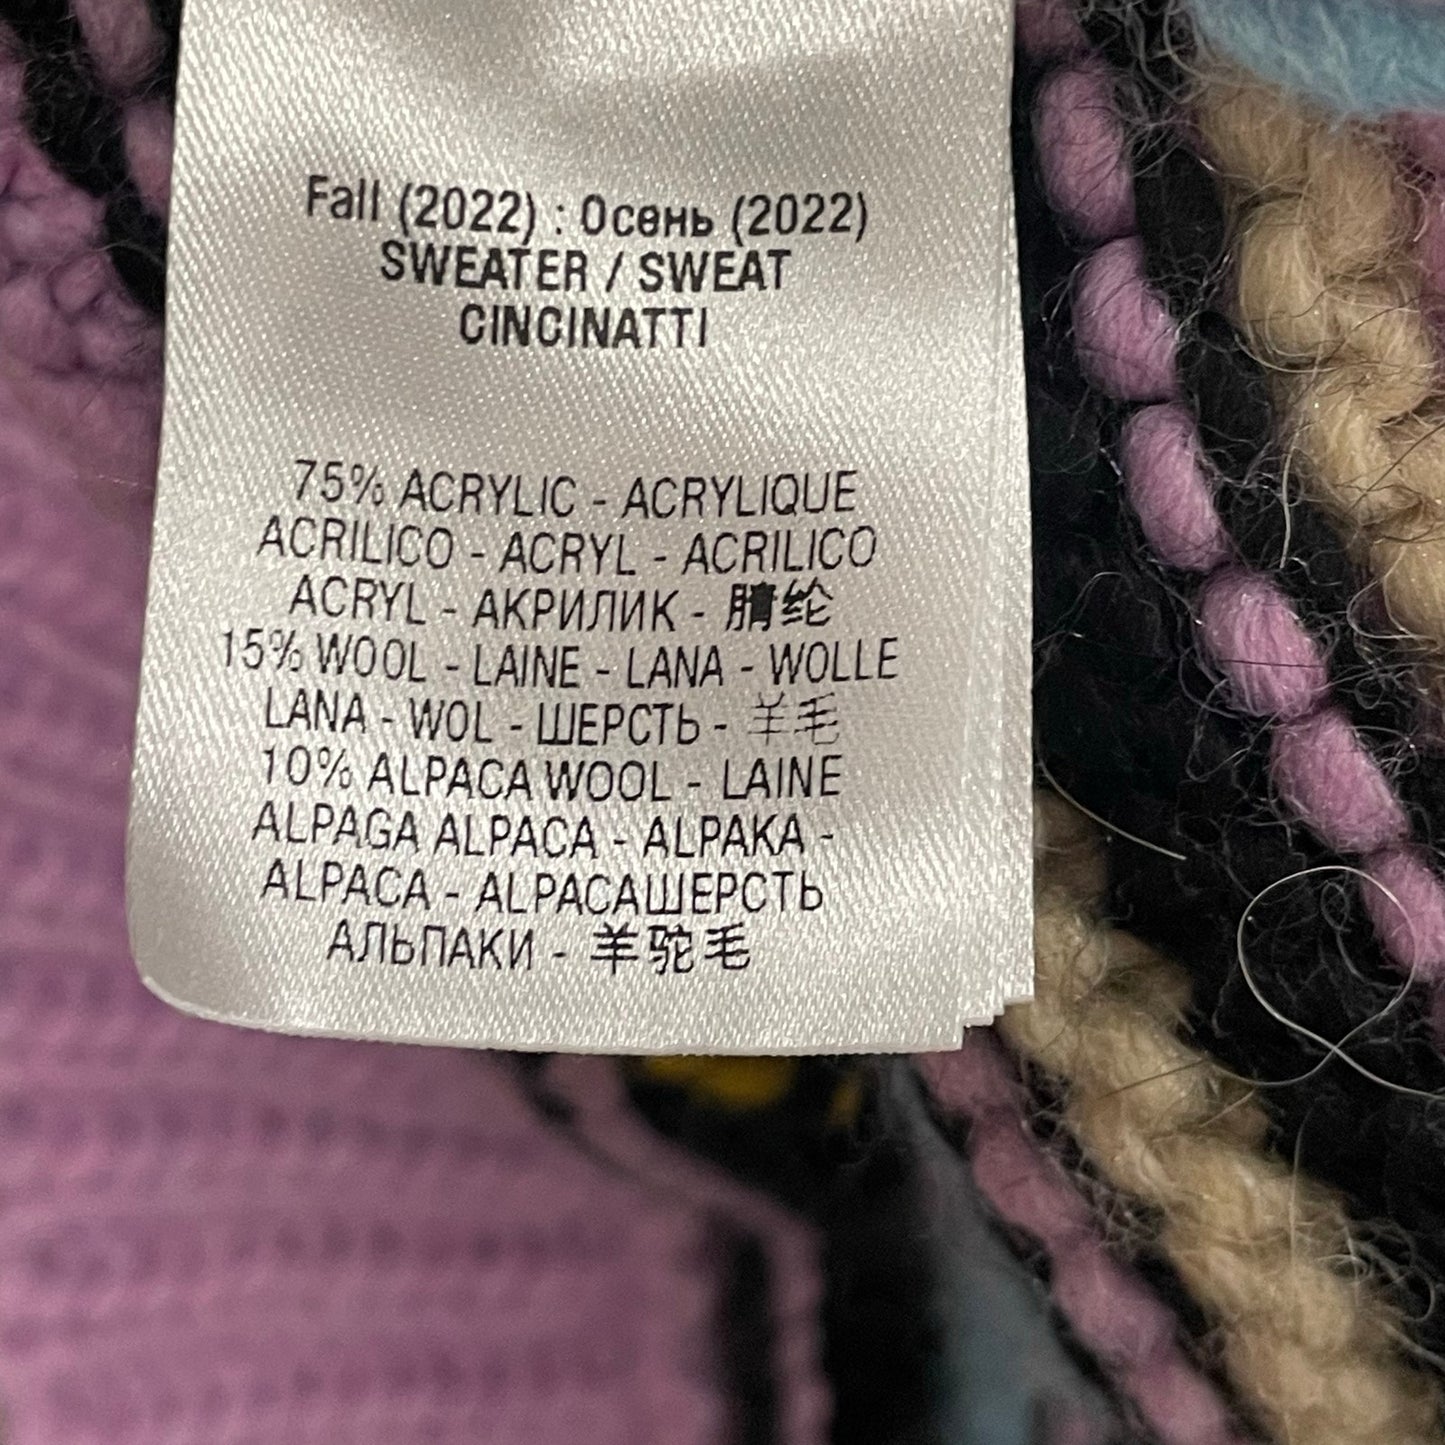 Fall (2022) : Осень (2022)
SWEATER / SWEAT
CINCINATTI
75% ACRYLIC - ACRYLIQUE
ACRILICO - ACRYL - ACRILICO
ACRYL - АКРИЛИК - 腈纶
15% WOOL - LAINE - LANA - WOLLE
LANA - WOL - ШЕРСТЬ - 羊毛
10% ALPACA WOOL - LAINE
ALPAGA ALPACA - ALPAKA -
ALPACA - ALPACAШЕРСТЬ
АЛЬПАКИ - 羊驼毛